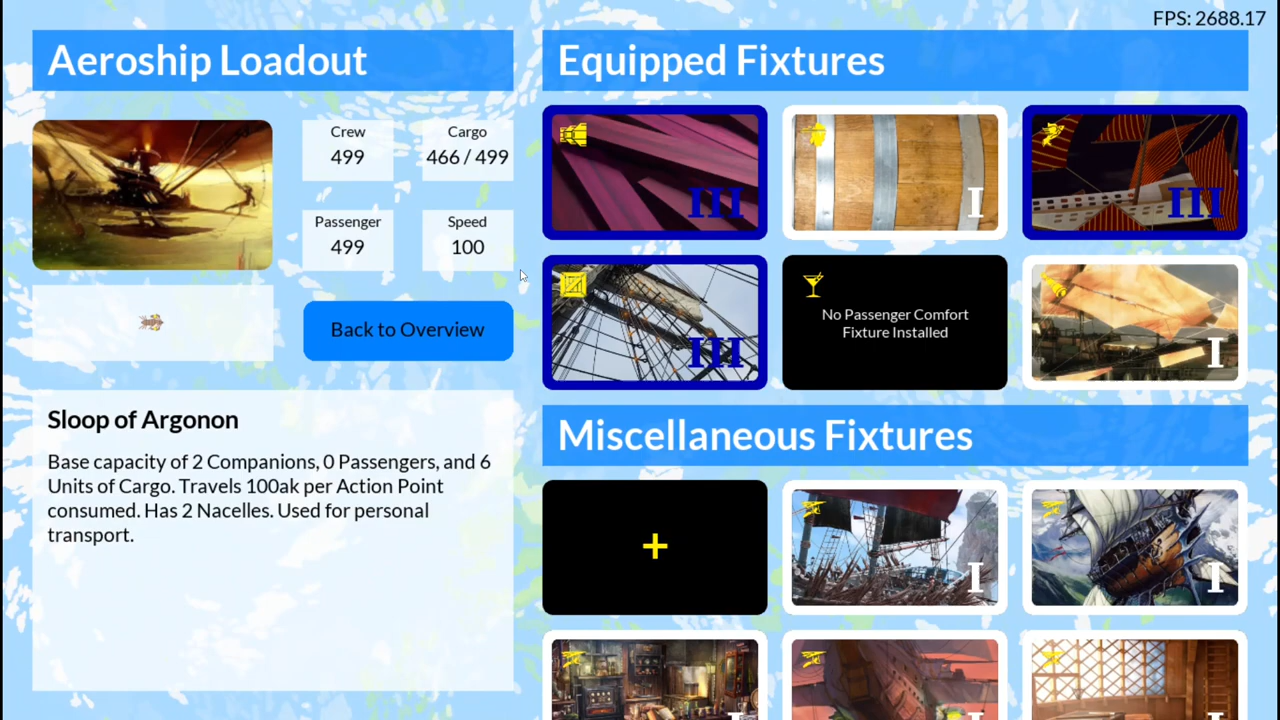 FPS: 2688.17
Aeroship Loadout
Crew
499
Cargo
466 / 499
Passenger
499
Speed
100
Back to Overview
Sloop of Argonon
Base capacity of 2 Companions, 0 Passengers, and 6
Units of Cargo. Travels 100ak per Action Point
consumed. Has 2 Nacelles. Used for personal
transport.
Equipped Fixtures
III
I
III
III
No Passenger Comfort
Fixture Installed
I
Miscellaneous Fixtures
+
I
I